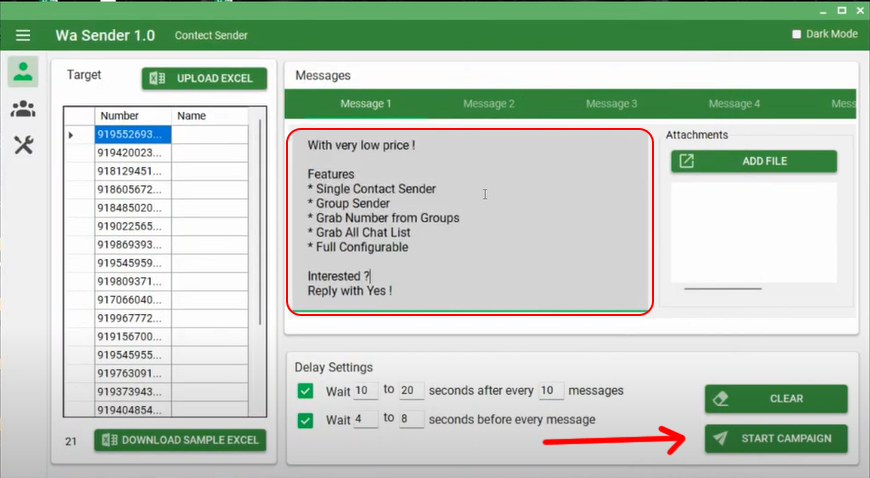 Wa Sender 1.0
Contect Sender
Dark Mode
Target
UPLOAD EXCEL
Number Name
919552693...
919420023...
918129451...
918605672...
918485020...
919022565...
919869393...
919545959...
919809371...
917066040...
919967772...
919156700...
919545955...
919763091...
919373943...
919404854...
21
DOWNLOAD SAMPLE EXCEL
Messages
Message 1 Message 2 Message 3 Message 4 Mess
With very low price !
Features
* Single Contact Sender
* Group Sender
* Grab Number from Groups
* Grab All Chat List
* Full Configurable
Interested ?
Reply with Yes !
Attachments
ADD FILE
Delay Settings
Wait 10 to 20 seconds after every 10 messages
Wait 4 to 8 seconds before every message
CLEAR
START CAMPAIGN